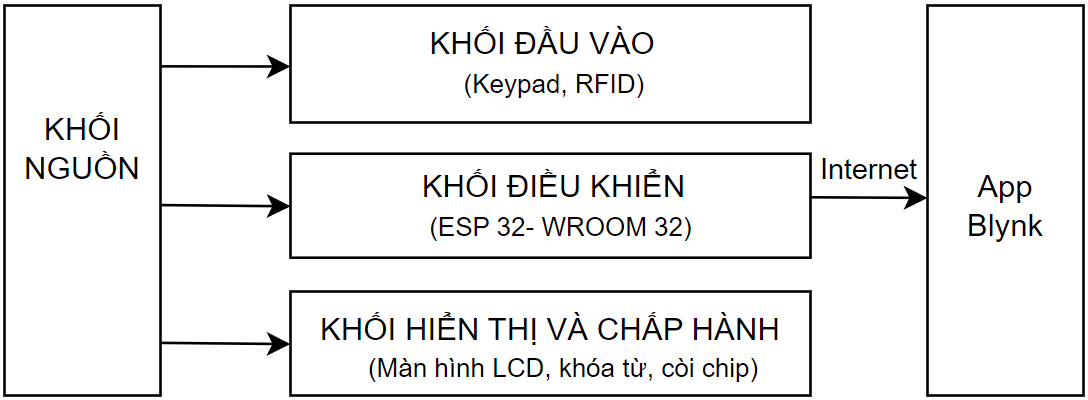 KHỐI
NGUỒN
KHỐI ĐẦU VÀO
(Keypad, RFID)
KHỐI ĐIỀU KHIỂN
(ESP 32- WROOM 32)
KHỐI HIỂN THỊ VÀ CHẤP HÀNH
(Màn hình LCD, khóa từ, còi chip)
Internet
App
Blynk